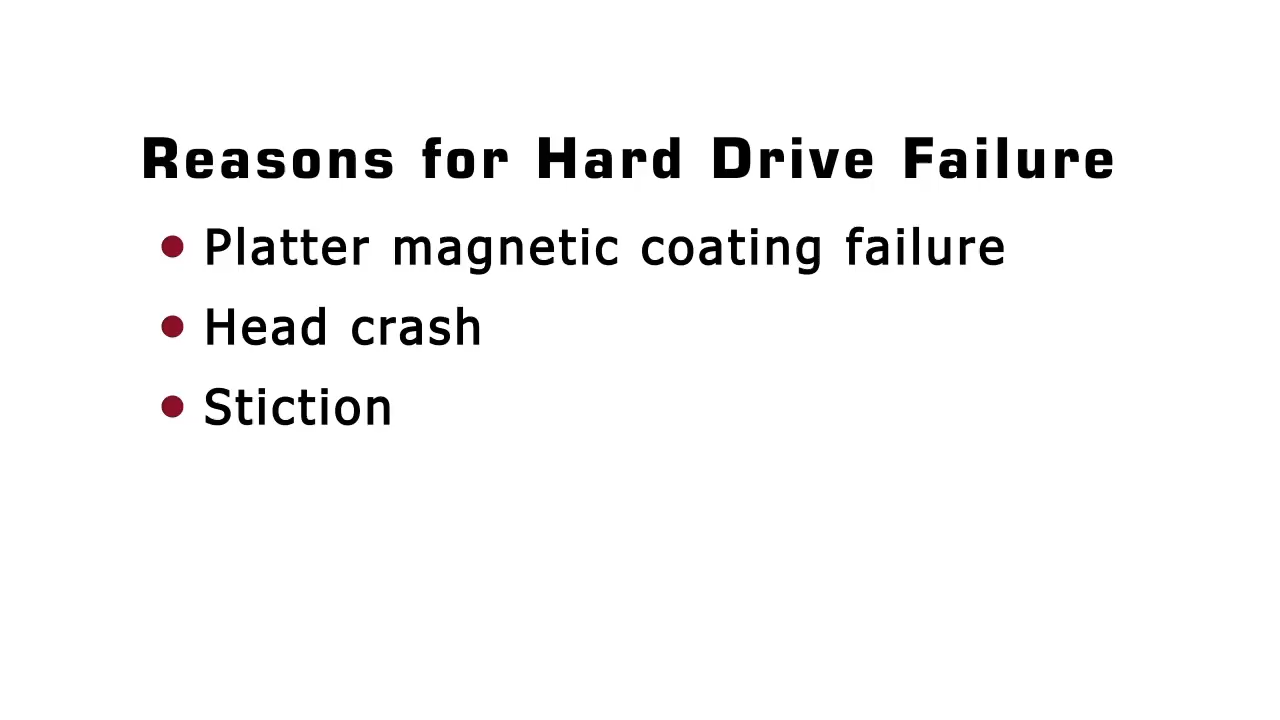 Reasons for Hard Drive Failure
• Platter magnetic coating failure
• Head crash
• Stiction